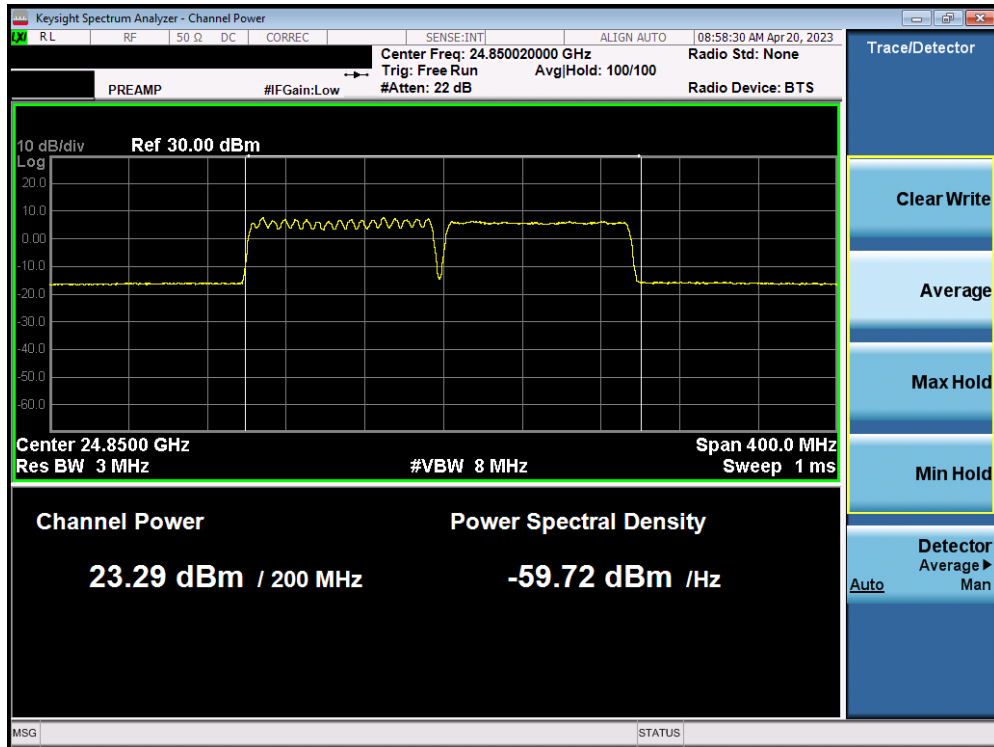 Keysight Spectrum Analyzer - Channel Power
LXI RL RF 50 Ω DC CORREC SENSE:INT ALIGN AUTO 08:58:30 AM Apr 20, 2023
Center Freq: 24.850020000 GHz Radio Std: None
Trig: Free Run Avg|Hold: 100/100
PREAMP #IFGain:Low #Atten: 22 dB Radio Device: BTS
10 dB/div Ref 30.00 dBm
Log
20.0
10.0
0.00
-10.0
-20.0
-30.0
-40.0
-50.0
-60.0
Center 24.8500 GHz Span 400.0 MHz
Res BW 3 MHz #VBW 8 MHz Sweep 1 ms
Channel Power Power Spectral Density
23.29 dBm / 200 MHz -59.72 dBm /Hz
MSG STATUS
Trace/Detector
Clear Write
Average
Max Hold
Min Hold
Detector
Average
Auto Man